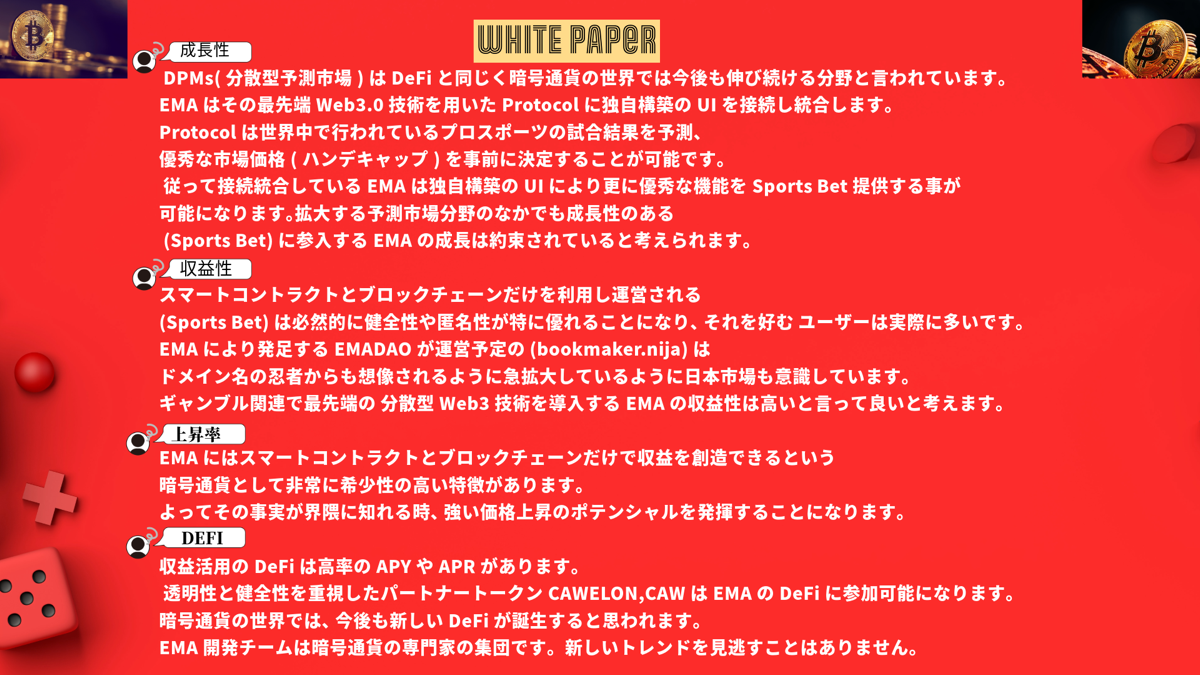 WHITE PAPER
成長性
DPMs( 分散型予測市場 ) は DeFi と同じく暗号通貨の世界では今後も伸び続ける分野と言われています。
EMA はその最先端 Web3.0 技術を用いた Protocol に独自構築の UI を接続し統合します。
Protocol は世界中で行われているプロスポーツの試合結果を予測、
優秀な市場価格 ( ハンデキャップ ) を事前に決定することが可能です。
従って接続統合している EMA は独自構築の UI により更に優秀な機能を Sports Bet 提供する事が
可能になります。拡大する予測市場分野のなかでも成長性のある
(Sports Bet) に参入する EMA の成長は約束されていると考えられます。
収益性
スマートコントラクトとブロックチェーンだけを利用し運営される
(Sports Bet) は必然的に健全性や匿名性が特に優れることになり、それを好む ユーザーは実際に多いです。
EMA により発足する EMADAO が運営予定の (bookmaker.nija) は
ドメイン名の忍者からも想像されるように急拡大しているように日本市場も意識しています。
ギャンブル関連で最先端の 分散型 Web3 技術を導入する EMA の収益性は高いと言って良いと考えます。
上昇率
EMA にはスマートコントラクトとブロックチェーンだけで収益を創造できるという
暗号通貨として非常に希少性の高い特徴があります。
よってその事実が界隈に知れる時、強い価格上昇のポテンシャルを発揮することになります。
DEFI
収益活用の DeFi は高率の APY や APR があります。
透明性と健全性を重視したパートナートークン CAWELON,CAW は EMA の DeFi に参加可能になります。
暗号通貨の世界では、今後も新しい DeFi が誕生すると思われます。
EMA 開発チームは暗号通貨の専門家の集団です。新しいトレンドを見逃すことはありません。